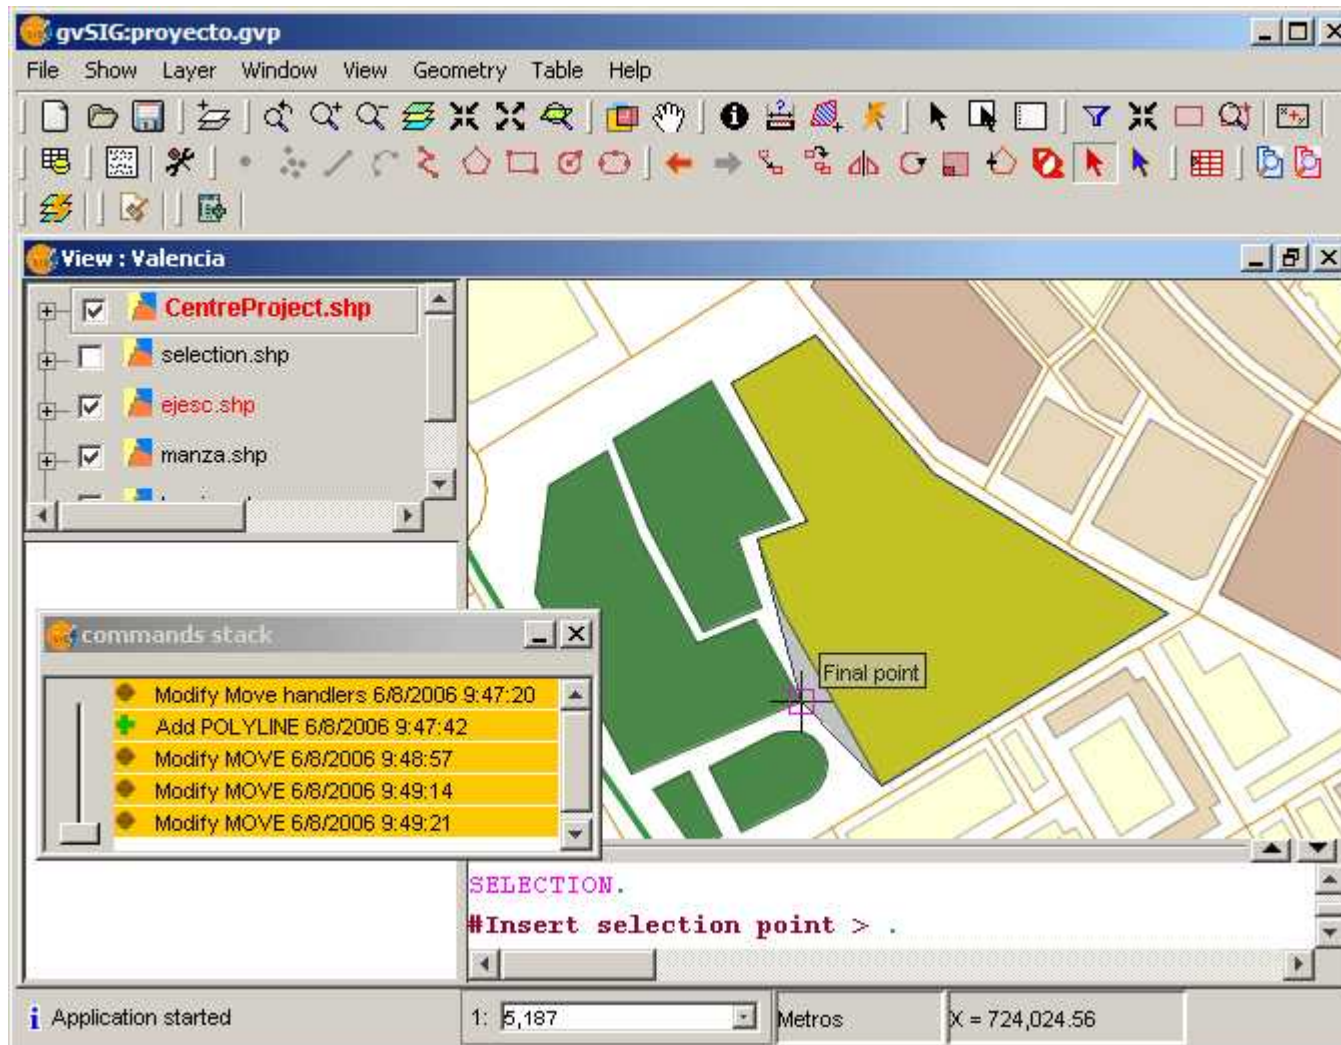 gvSIG:proyecto.gvp
File Show Layer Window View Geometry Table Help
View : Valencia
CentreProject.shp
selection.shp
ejesc.shp
manza.shp
Final point
commands stack
Modify Move handlers 6/8/2006 9:47:20
Add POLYLINE 6/8/2006 9:47:42
Modify MOVE 6/8/2006 9:48:57
Modify MOVE 6/8/2006 9:49:14
Modify MOVE 6/8/2006 9:49:21
SELECTION.
#Insert selection point > .
Application started 1: 5,187 Metros X = 724,024.56